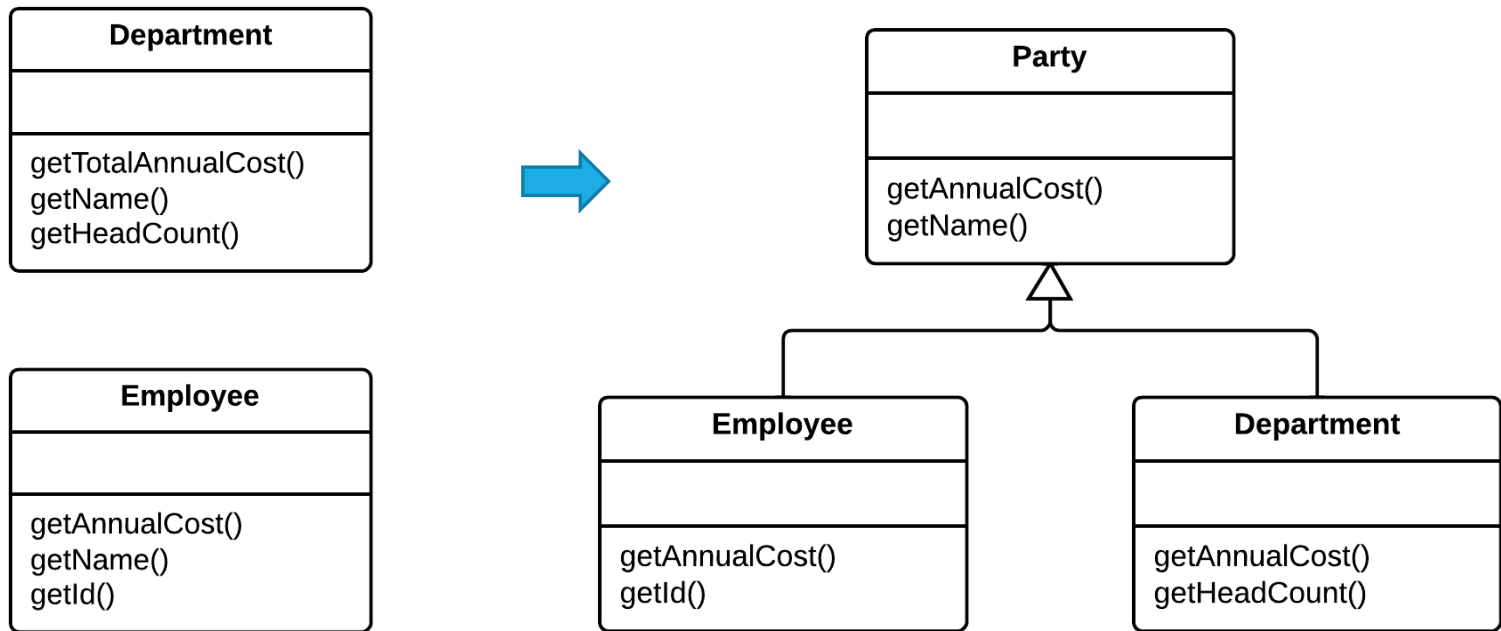 Department
getTotalAnnualCost()
getName()
getHeadCount()
Employee
getAnnualCost()
getName()
getId()
Party
getAnnualCost()
getName()
Employee
getAnnualCost()
getId()
Department
getAnnualCost()
getHeadCount()